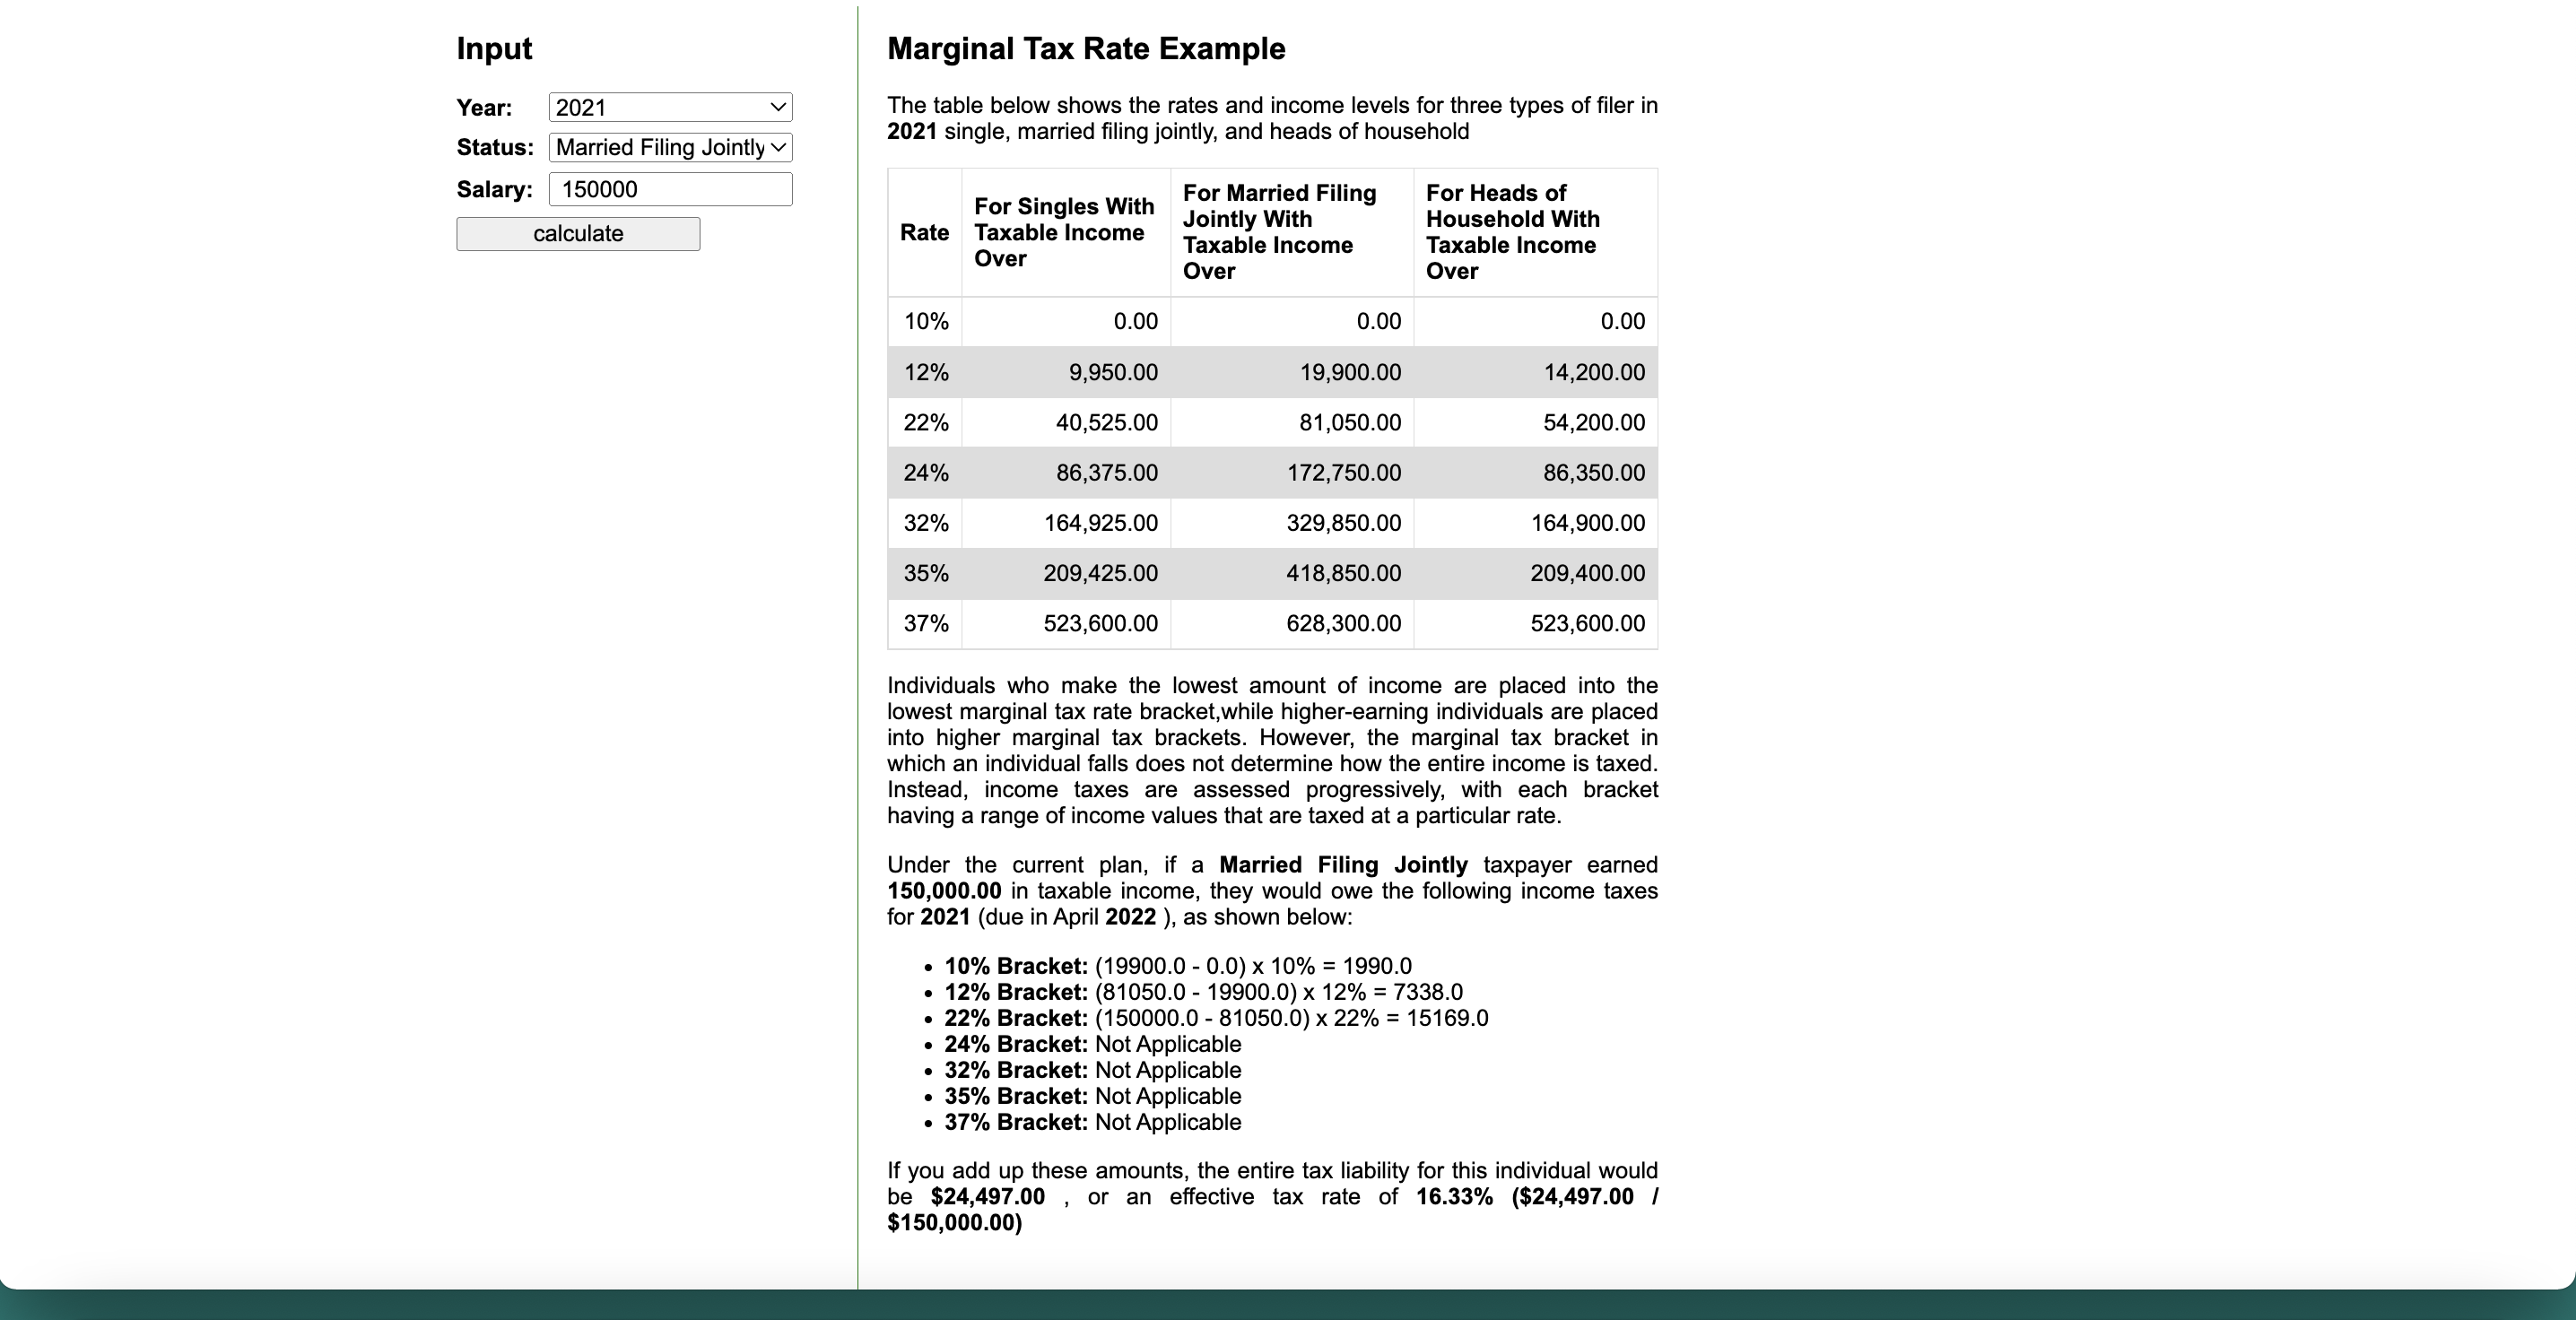 Input
Year: 2021
Status: Married Filing Jointly
Salary: 150000
calculate
Marginal Tax Rate Example
The table below shows the rates and income levels for three types of filer in
2021 single, married filing jointly, and heads of household
Rate
For Singles With
Taxable Income
Over
For Married Filing
Jointly With
Taxable Income
Over
For Heads of
Household With
Taxable Income
Over
10% 0.00 0.00 0.00
12% 9,950.00 19,900.00 14,200.00
22% 40,525.00 81,050.00 54,200.00
24% 86,375.00 172,750.00 86,350.00
32% 164,925.00 329,850.00 164,900.00
35% 209,425.00 418,850.00 209,400.00
37% 523,600.00 628,300.00 523,600.00
Individuals who make the lowest amount of income are placed into the
lowest marginal tax rate bracket,while higher-earning individuals are placed
into higher marginal tax brackets. However, the marginal tax bracket in
which an individual falls does not determine how the entire income is taxed.
Instead, income taxes are assessed progressively, with each bracket
having a range of income values that are taxed at a particular rate.
Under the current plan, if a Married Filing Jointly taxpayer earned
150,000.00 in taxable income, they would owe the following income taxes
for 2021 (due in April 2022 ), as shown below:
• 10% Bracket: (19900.0 - 0.0) x 10% = 1990.0
• 12% Bracket: (81050.0 - 19900.0) x 12% = 7338.0
• 22% Bracket: (150000.0 - 81050.0) x 22% = 15169.0
• 24% Bracket: Not Applicable
• 32% Bracket: Not Applicable
• 35% Bracket: Not Applicable
• 37% Bracket: Not Applicable
If you add up these amounts, the entire tax liability for this individual would
be $24,497.00 , or an effective tax rate of 16.33% ($24,497.00 /
$150,000.00)